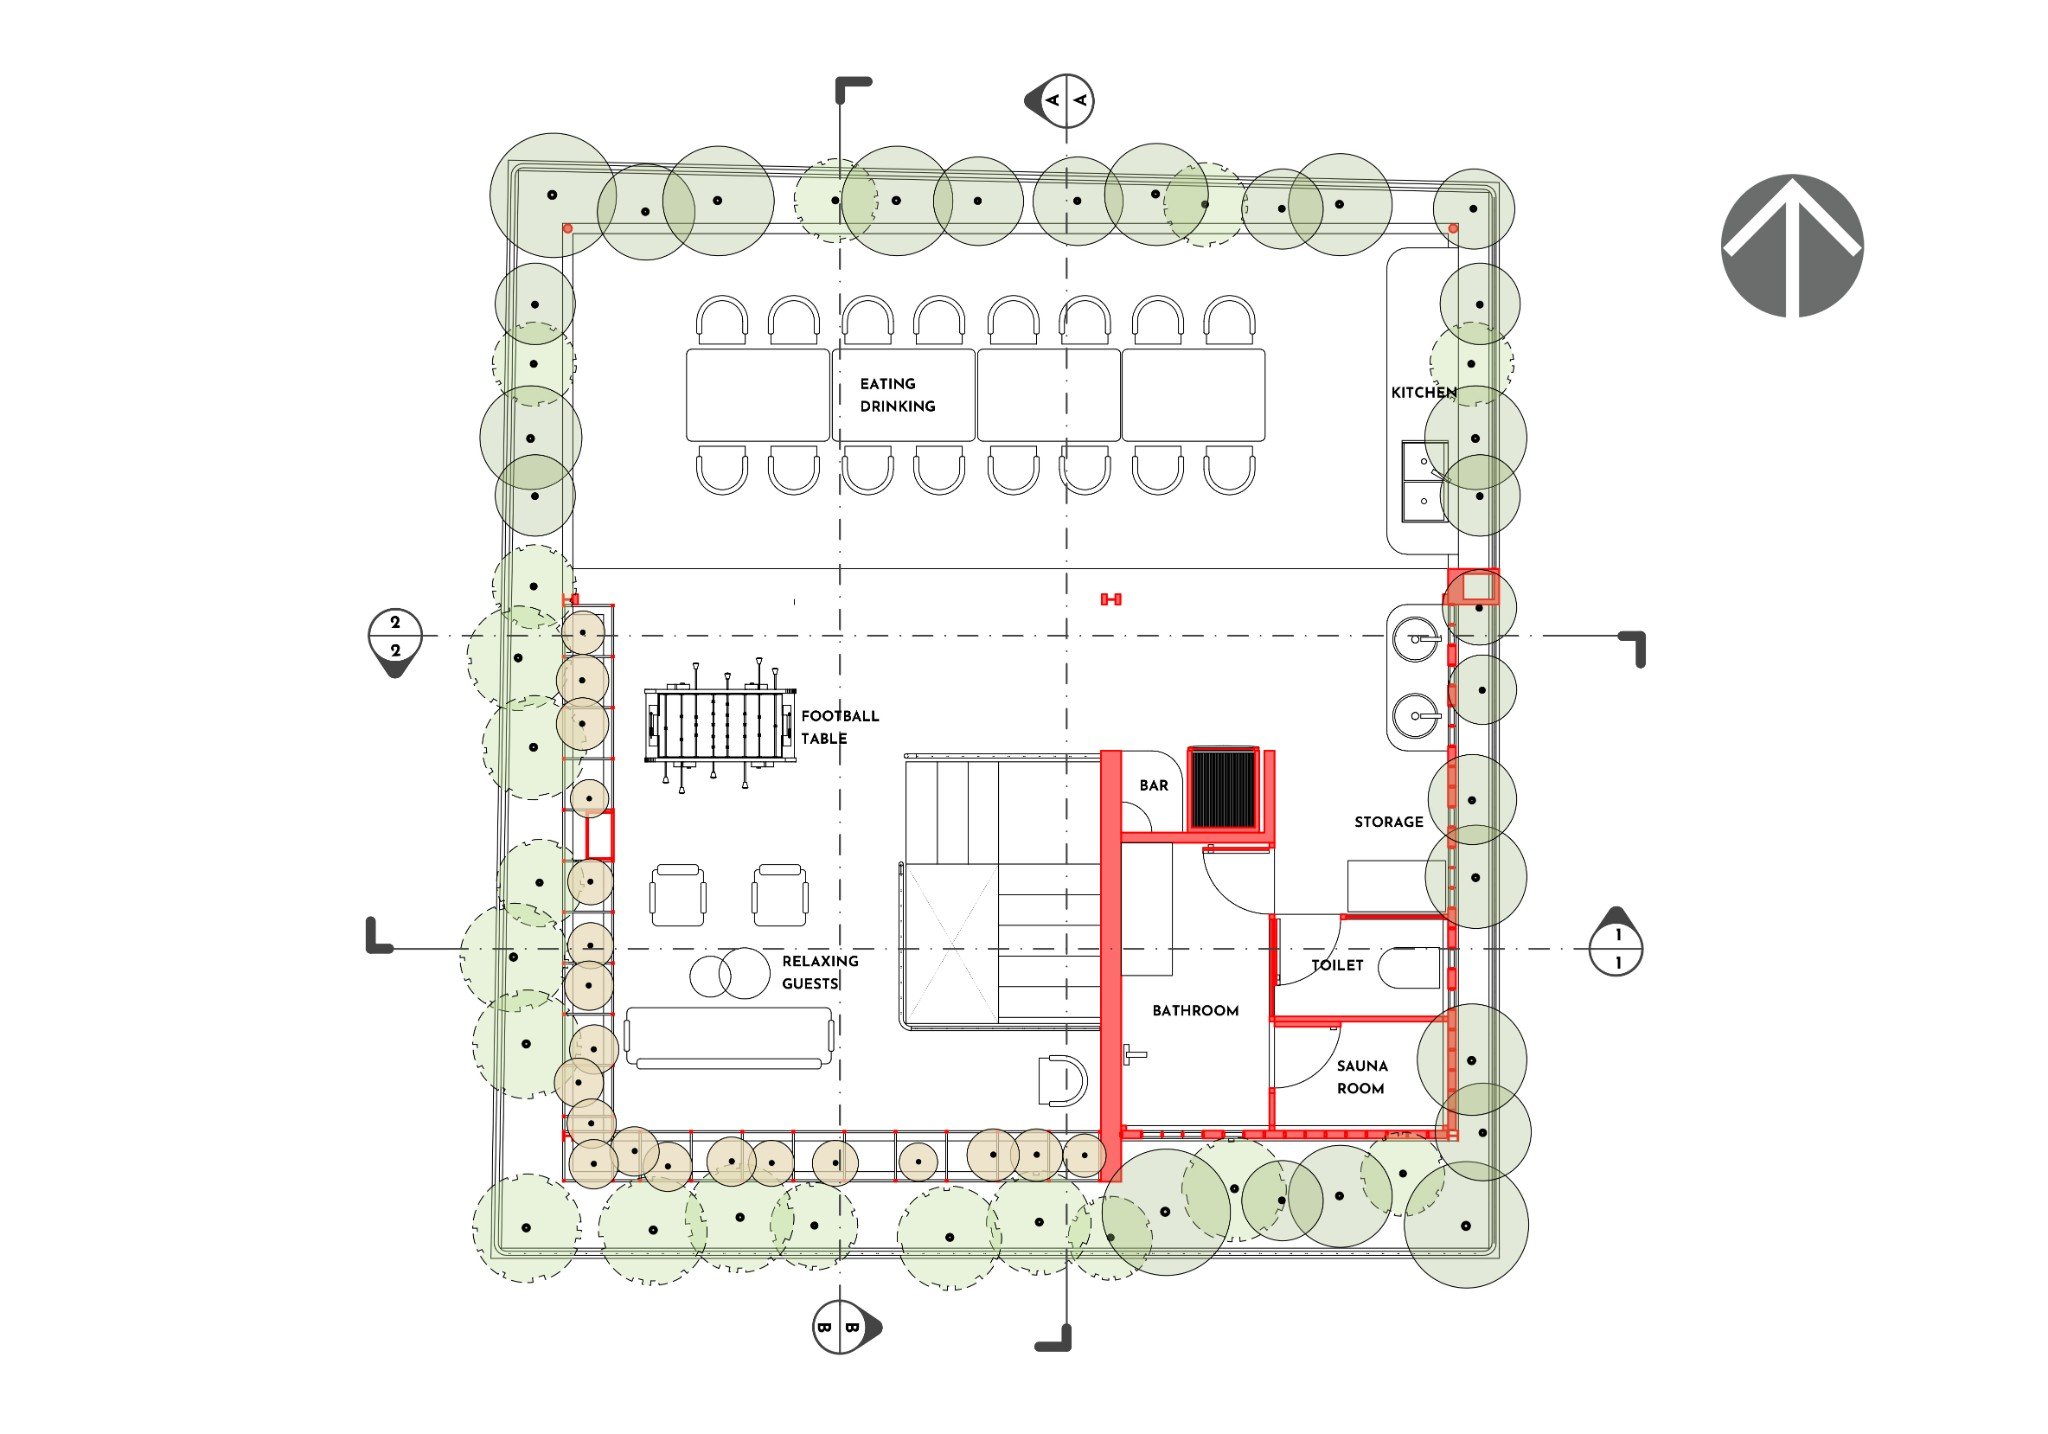 A A
EATING
DRINKING
KITCHEN
2
2
FOOTBALL
TABLE
BAR
STORAGE
1
1
RELAXING
GUESTS
TOILET
BATHROOM
SAUNA
ROOM
B B